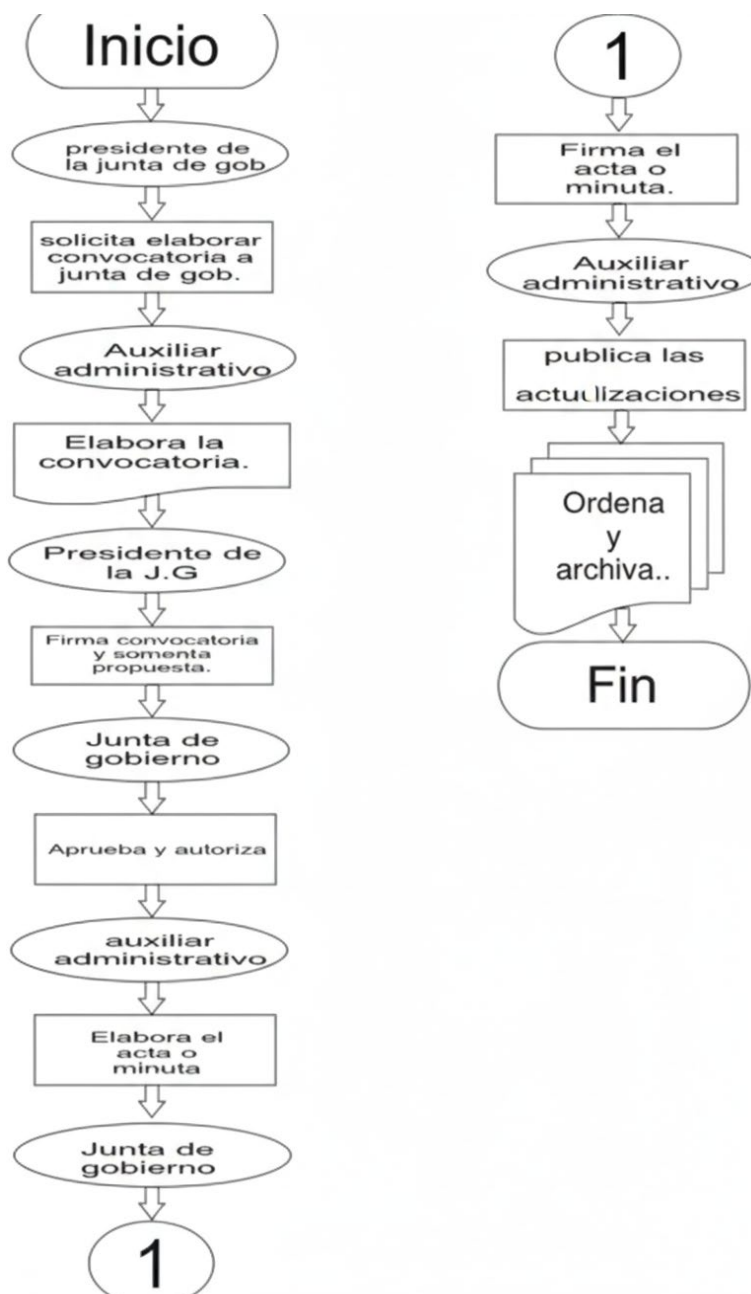 Inicio
presidente de
la junta de gob
solicita elaborar
convocatoria a
junta de gob.
Auxiliar
administrativo
Elabora la
convocatoria.
Presidente de
la J.G
Firma convocatoria
y somenta
propuesta.
Junta de
gobierno
Aprueba y autoriza
auxiliar
administrativo
Elabora el
acta o
minuta
Junta de
gobierno
1
1
Firma el
acta o
minuta.
Auxiliar
administrativo
publica las
actulizaciones
Ordena
y
archiva..
Fin